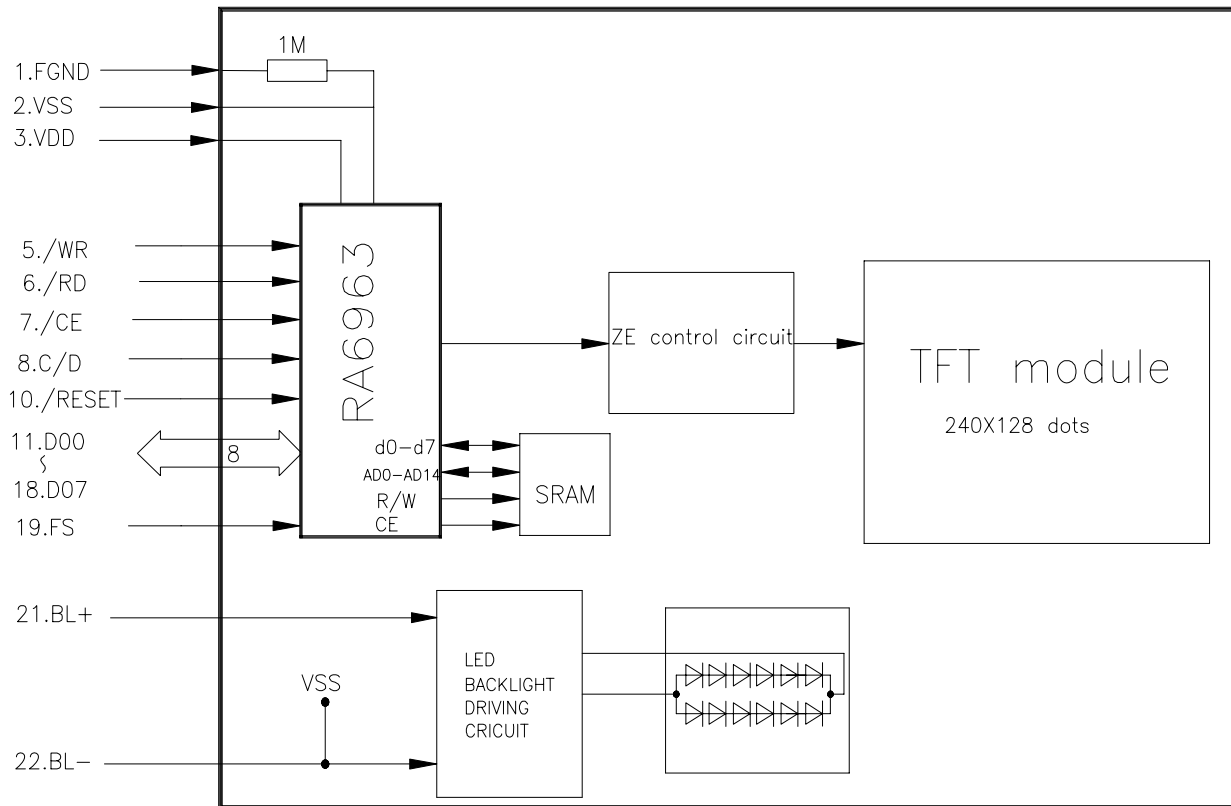 1M
1.FGND
2.VSS
3.VDD
5./WR
6./RD
7./CE
8.C/D
10./RESET
11.D00
~
18.D07
19.FS
8
RA6963
d0-d7
AD0-AD14
R/W
CE
SRAM
ZE control circuit
TFT module
240X128 dots
21.BL+
VSS
22.BL-
LED
BACKLIGHT
DRIVING
CRICUIT